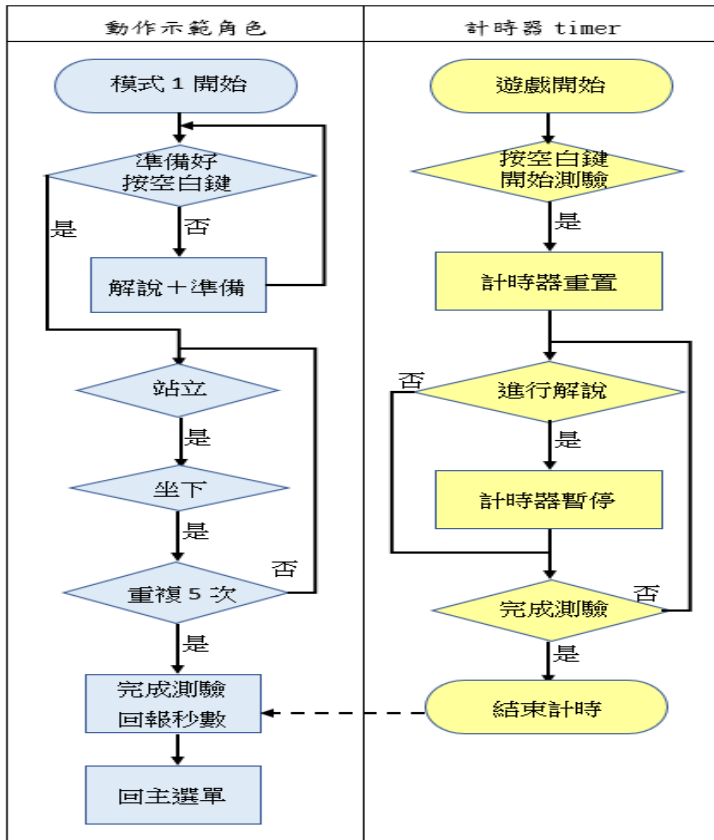 動作示範角色
模式1開始
準備好
按空白鍵
是
否
解說＋準備
站立
是
坐下
是
否
重複5次
是
完成測驗
回報秒數
回主選單
計時器 timer
遊戲開始
按空白鍵
開始測驗
是
計時器重置
否
進行解說
是
計時器暫停
否
完成測驗
是
結束計時